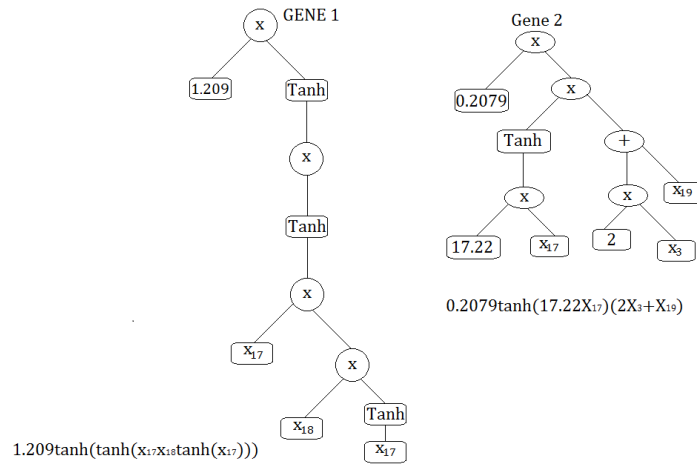 GENE 1
x
1.209
Tanh
x
Tanh
x
x₁₇
x
x₁₈
Tanh
x₁₇
1.209tanh(tanh(x₁₇x₁₈tanh(x₁₇)))
Gene 2
x
0.2079
x
Tanh
+
x
x
x₁₉
17.22
x₁₇
2
x₃
0.2079tanh(17.22X₁₇)(2X₃+X₁₉)